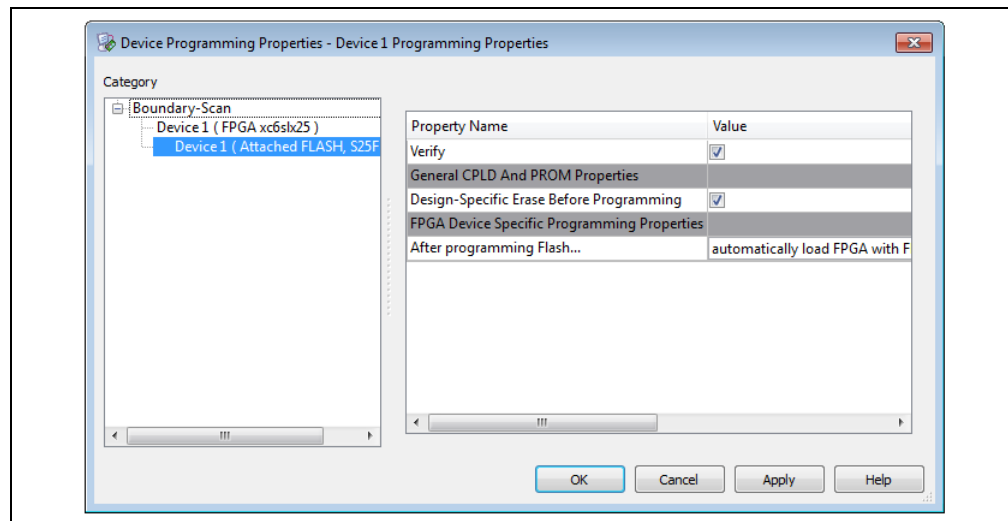 Device Programming Properties - Device 1 Programming Properties
Category
Boundary-Scan
Device 1 ( FPGA xc6slx25 )
Device 1 ( Attached FLASH, S25F
Property Name Value
Verify
General CPLD And PROM Properties
Design-Specific Erase Before Programming
FPGA Device Specific Programming Properties
After programming Flash... automatically load FPGA with F
OK Cancel Apply Help